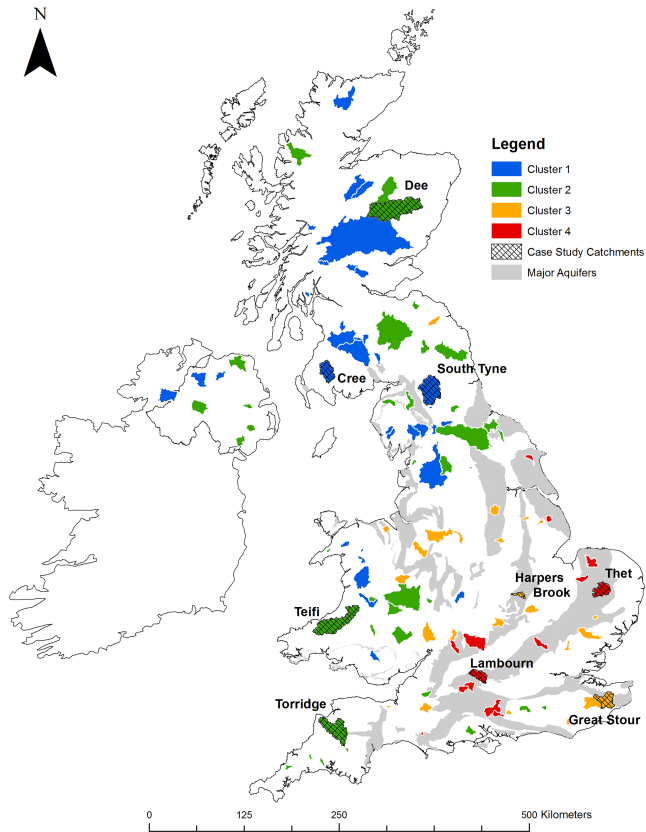 N
Legend
Cluster 1
Cluster 2
Cluster 3
Cluster 4
Case Study Catchments
Major Aquifers
Dee
Cree
South Tyne
Harpers
Brook
Thet
Teifi
Lambourn
Torridge
Great Stour
0 125 250 500 Kilometers